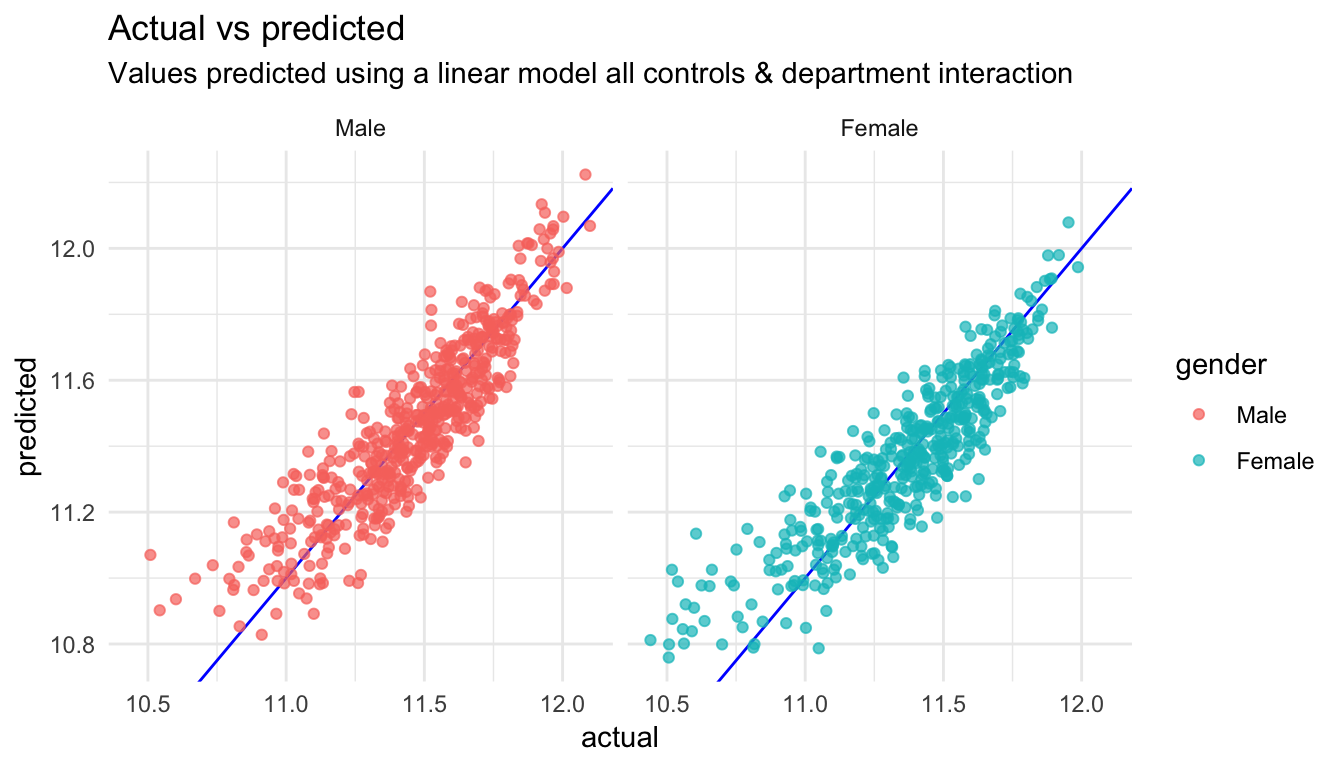 Actual vs predicted
Values predicted using a linear model all controls & department interaction
Male Female
predicted
12.0
11.6
11.2
10.8
10.5 11.0 11.5 12.0 10.5 11.0 11.5 12.0
actual
gender
Male
Female